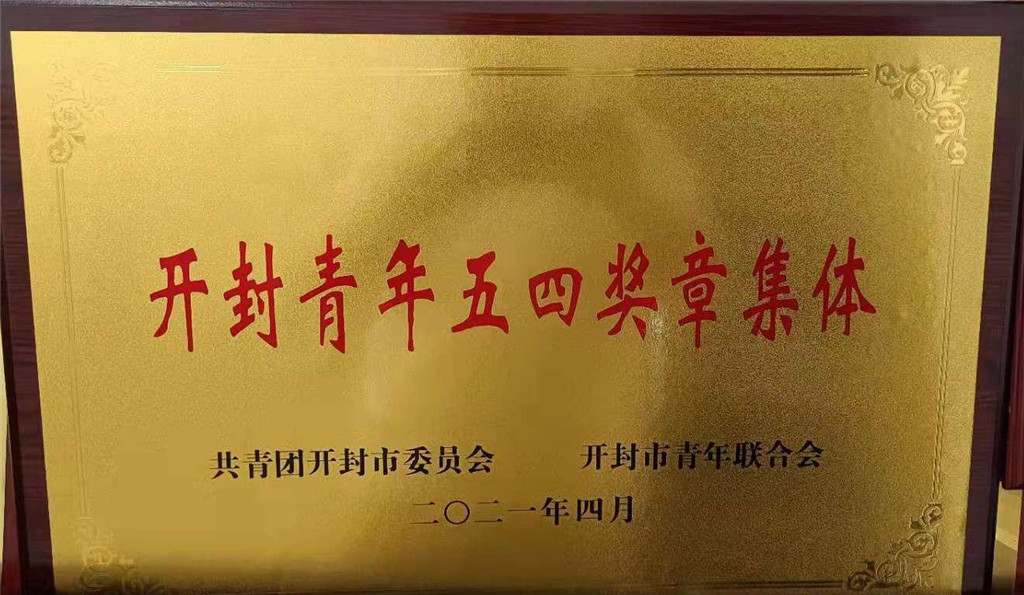 开封青年五四奖章集体
共青团开封市委员会 开封市青年联合会
二〇二一年四月